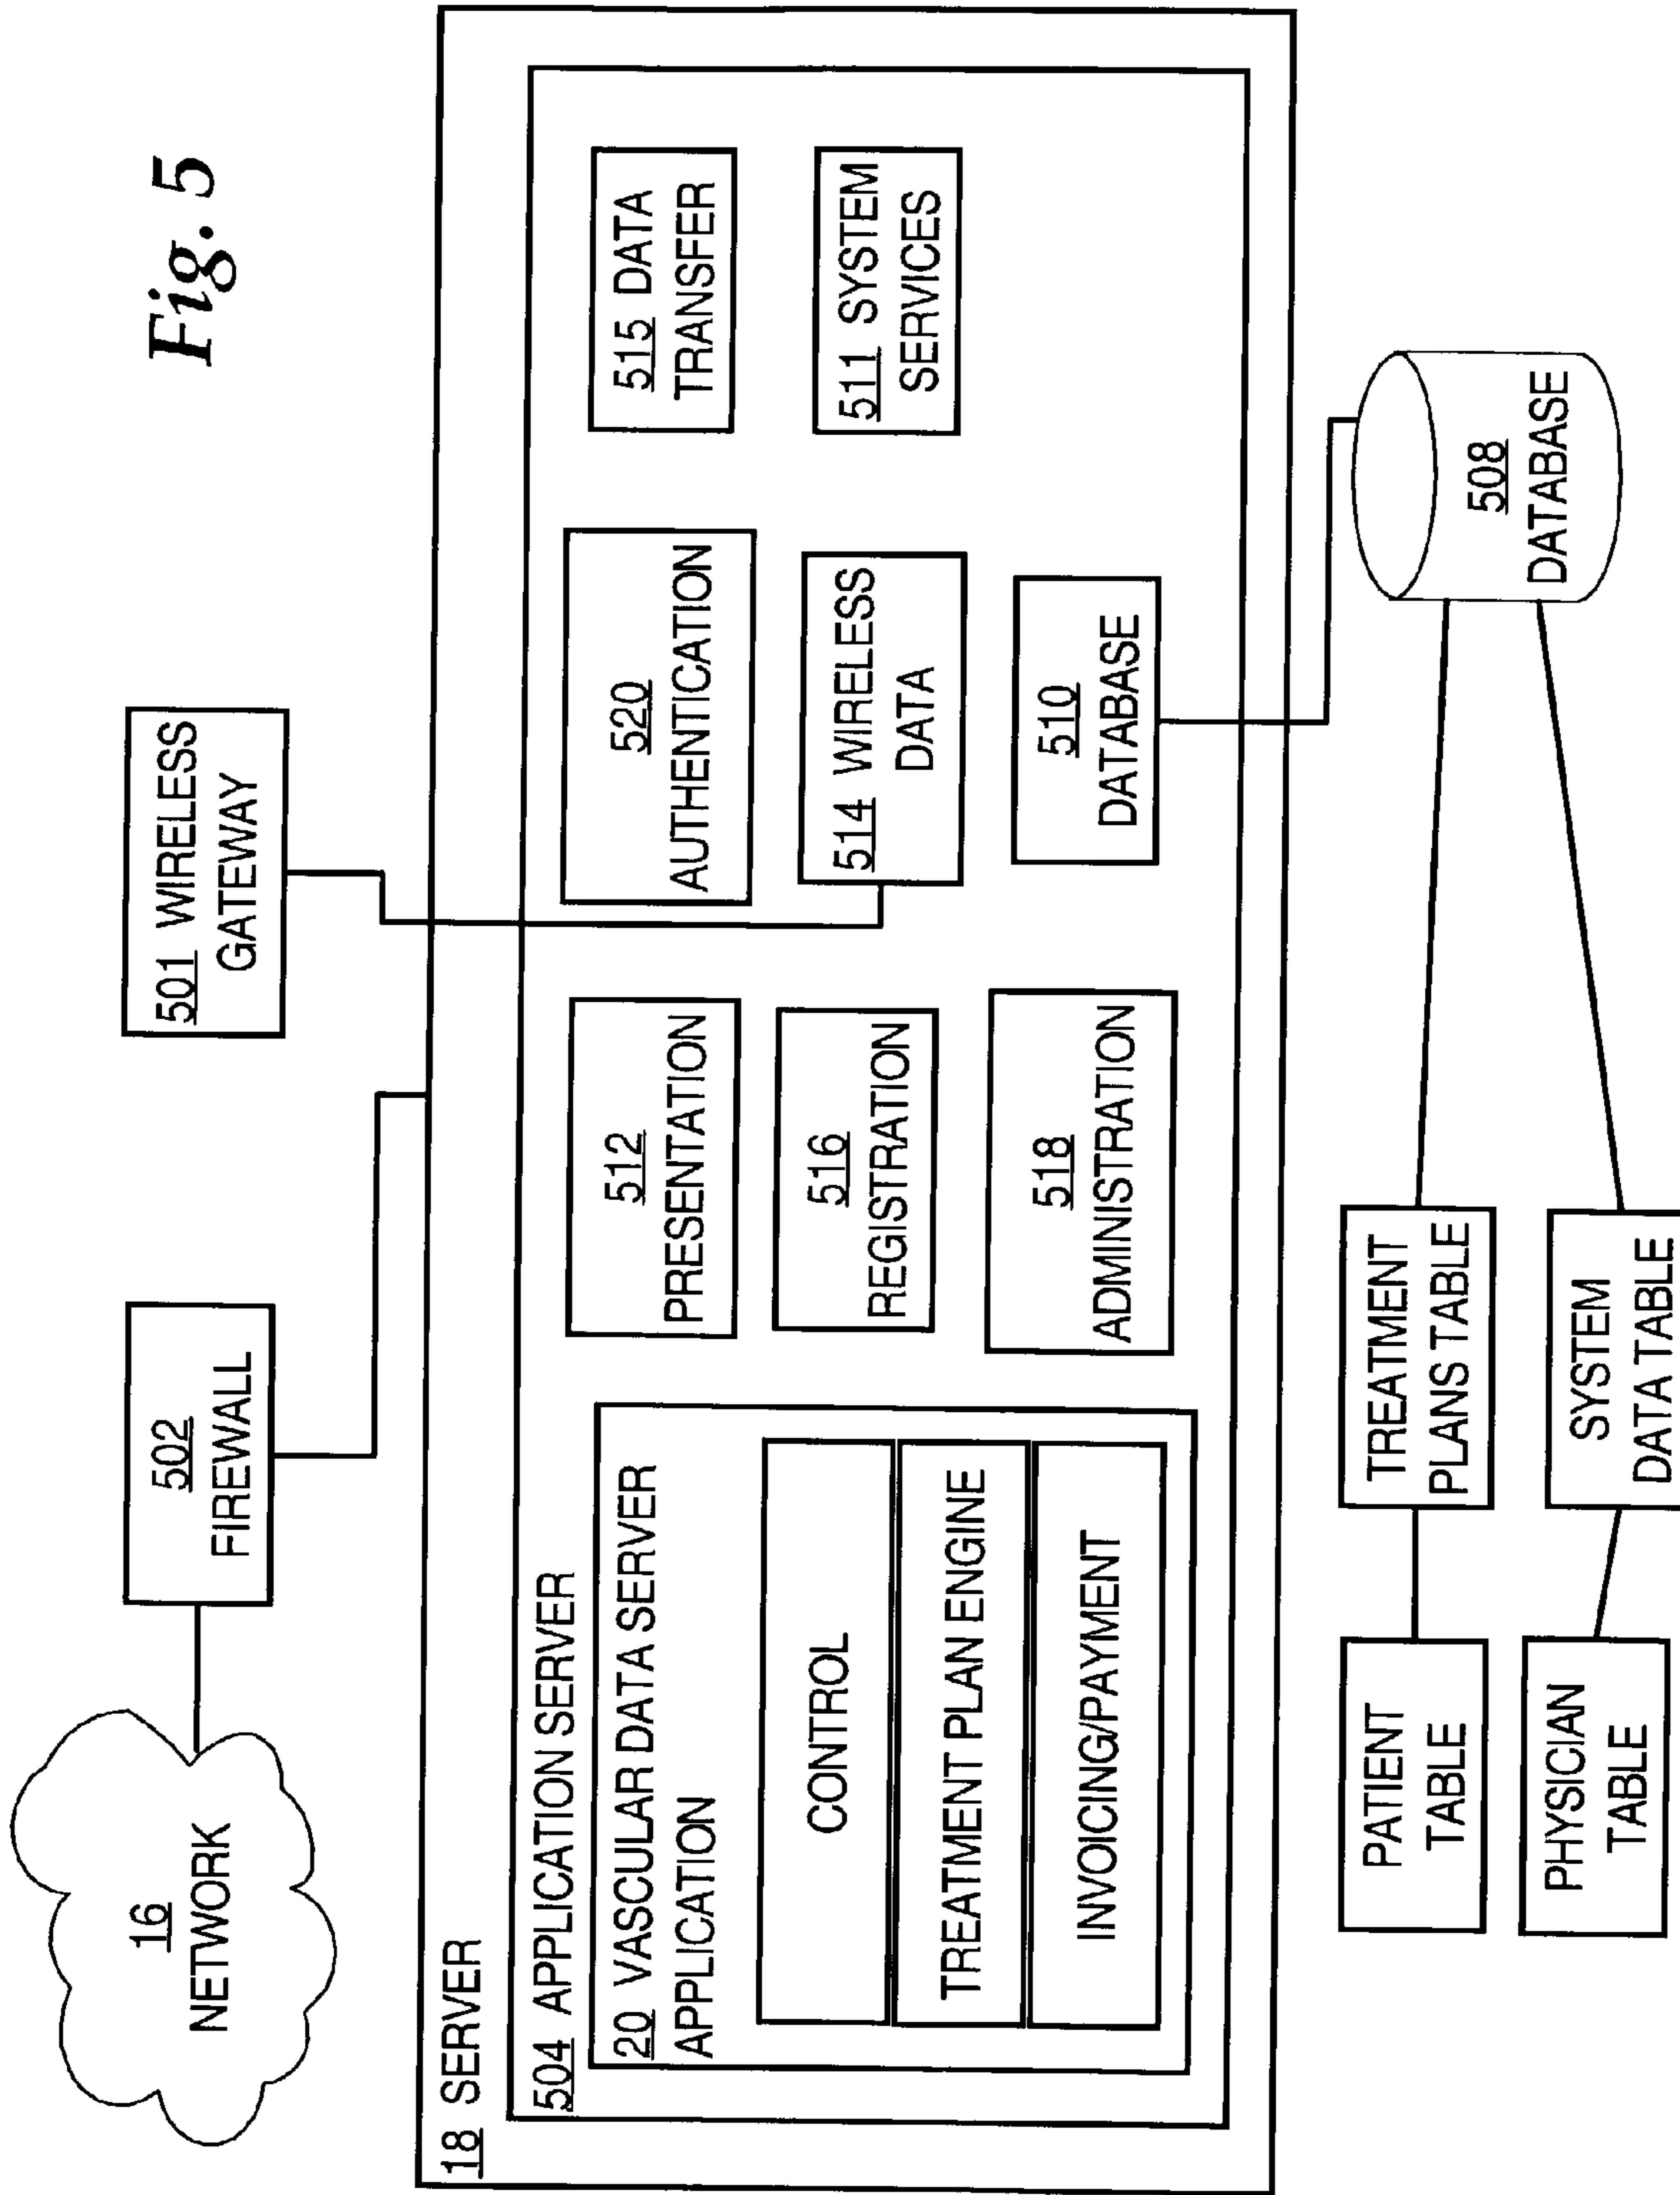 Fig. 5
16
NETWORK
502
FIREWALL
501 WIRELESS
GATEWAY
18 SERVER
504 APPLICATION SERVER
20 VASCULAR DATA SERVER
APPLICATION
CONTROL
TREATMENT PLAN ENGINE
INVOICING/PAYMENT
512
PRESENTATION
516
REGISTRATION
518
ADMINISTRATION
520
AUTHENTICATION
514 WIRELESS
DATA
510
DATABASE
515 DATA
TRANSFER
511 SYSTEM
SERVICES
508
DATABASE
PATIENT
TABLE
TREATMENT
PLANS TABLE
PHYSICIAN
TABLE
SYSTEM
DATA TABLE